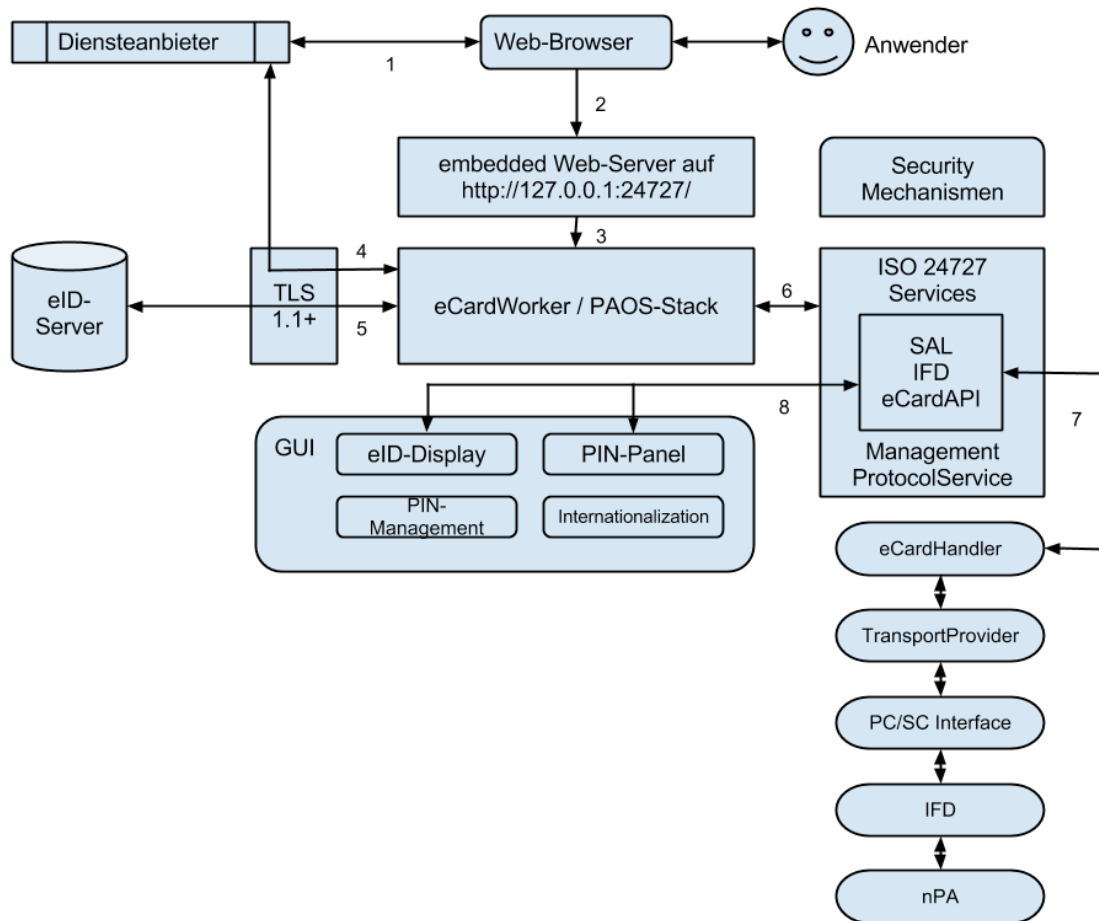 Diensteanbieter
1
Web-Browser
Anwender
2
embedded Web-Server auf
http://127.0.0.1:24727/
Security
Mechanismen
3
eID-
Server
TLS
1.1+
4
5
eCardWorker / PAOS-Stack
6
ISO 24727
Services
SAL
IFD
eCardAPI
Management
ProtocolService
7
8
GUI
eID-Display
PIN-Panel
PIN-
Management
Internationalization
eCardHandler
TransportProvider
PC/SC Interface
IFD
nPA